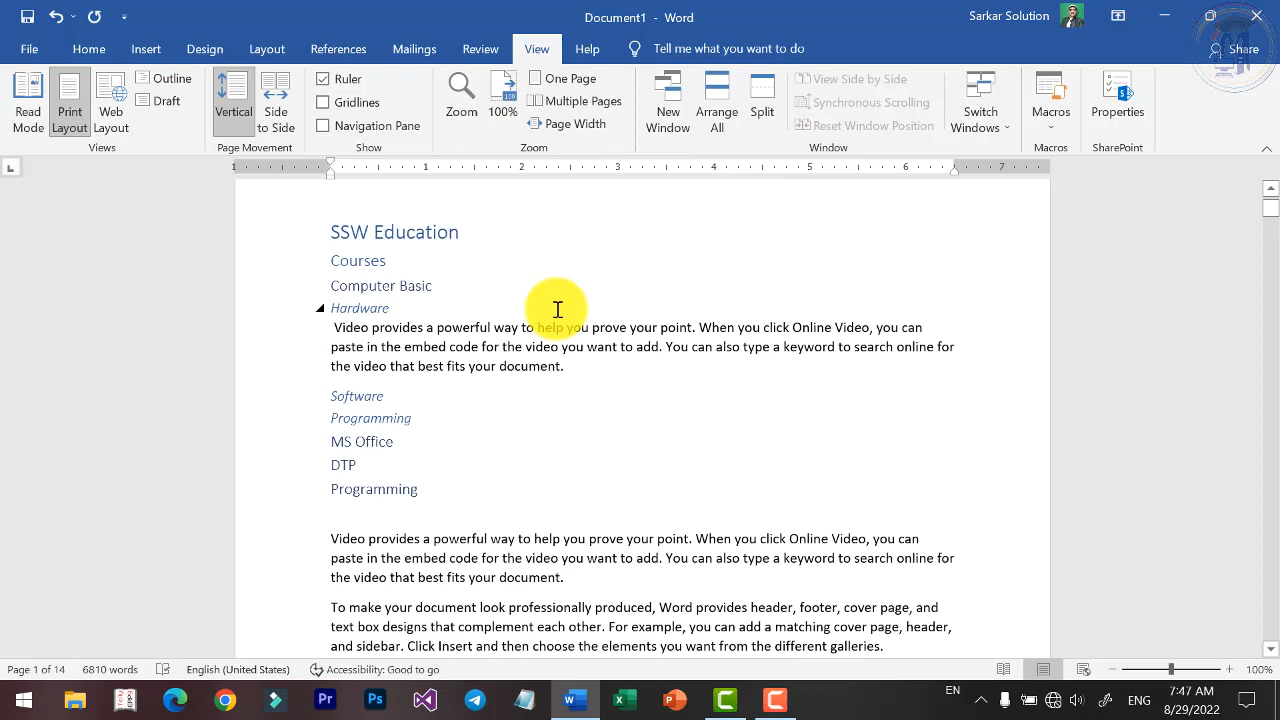 Document1 - Word
Sarkar Solution
File Home Insert Design Layout References Mailings Review View Help Tell me what you want to do Share
Read Mode
Print Layout
Web Layout
Outline
Draft
Views
Vertical
Side to Side
Page Movement
Ruler
Gridlines
Navigation Pane
Show
Zoom
100%
One Page
Multiple Pages
Page Width
Zoom
New Window
Arrange All
Split
View Side by Side
Synchronous Scrolling
Reset Window Position
Window
Switch Windows
Macros
Macros
Properties
SharePoint
1 1 2 3 4 5 6 7
SSW Education
Courses
Computer Basic
Hardware
Video provides a powerful way to help you prove your point. When you click Online Video, you can
paste in the embed code for the video you want to add. You can also type a keyword to search online for
the video that best fits your document.
Software
Programming
MS Office
DTP
Programming
Video provides a powerful way to help you prove your point. When you click Online Video, you can
paste in the embed code for the video you want to add. You can also type a keyword to search online for
the video that best fits your document.
To make your document look professionally produced, Word provides header, footer, cover page, and
text box designs that complement each other. For example, you can add a matching cover page, header,
and sidebar. Click Insert and then choose the elements you want from the different galleries.
Page 1 of 14 6810 words English (United States) Accessibility: Good to go 100%
EN
ENG
7:47 AM
8/29/2022